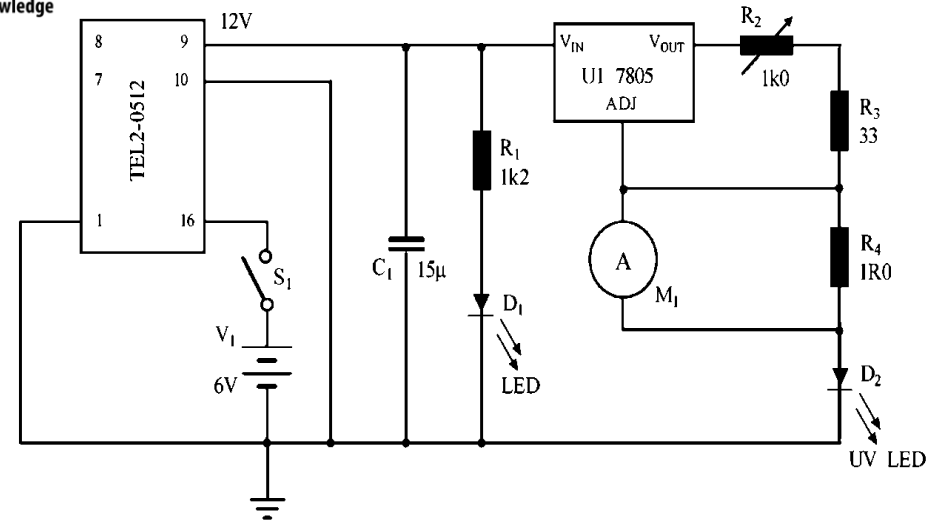 wledge
12V
8 9
7 10
TEL2-0512
1 16
S1
V1
6V
C1 15µ
R1
1k2
D1
LED
VIN VOUT
U1 7805
ADJ
R2
1k0
R3
33
A
M1
R4
1R0
D2
UV LED